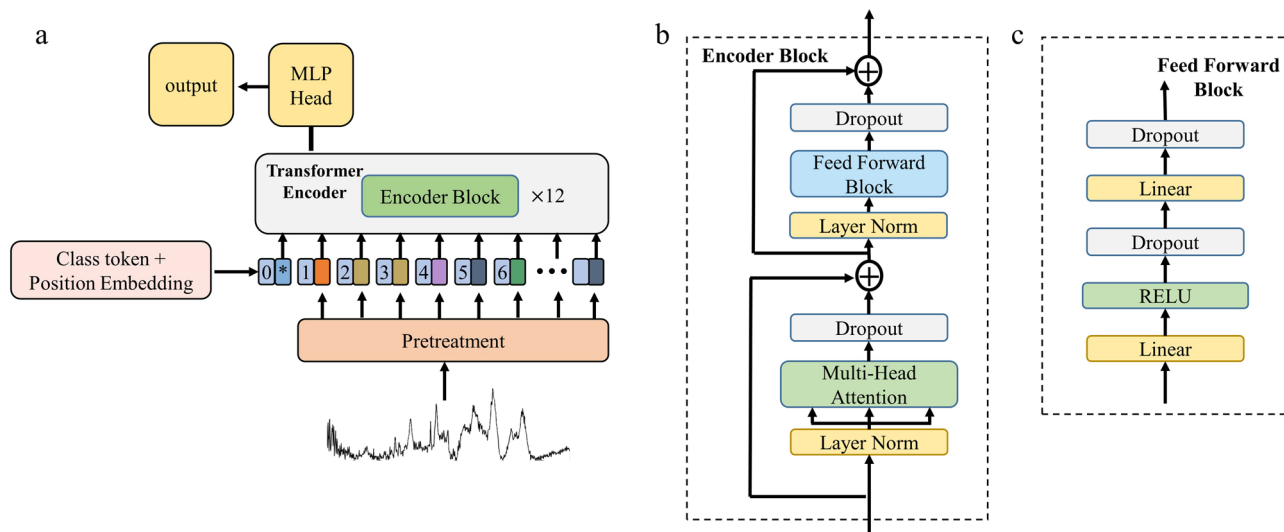 a
output
MLP
Head
Transformer
Encoder
Encoder Block
×12
Class token +
Position Embedding
0 * 1 2 3 4 5 6 •••
Pretreatment
b
Encoder Block
Dropout
Feed Forward
Block
Layer Norm
Dropout
Multi-Head
Attention
Layer Norm
c
Feed Forward
Block
Dropout
Linear
Dropout
RELU
Linear